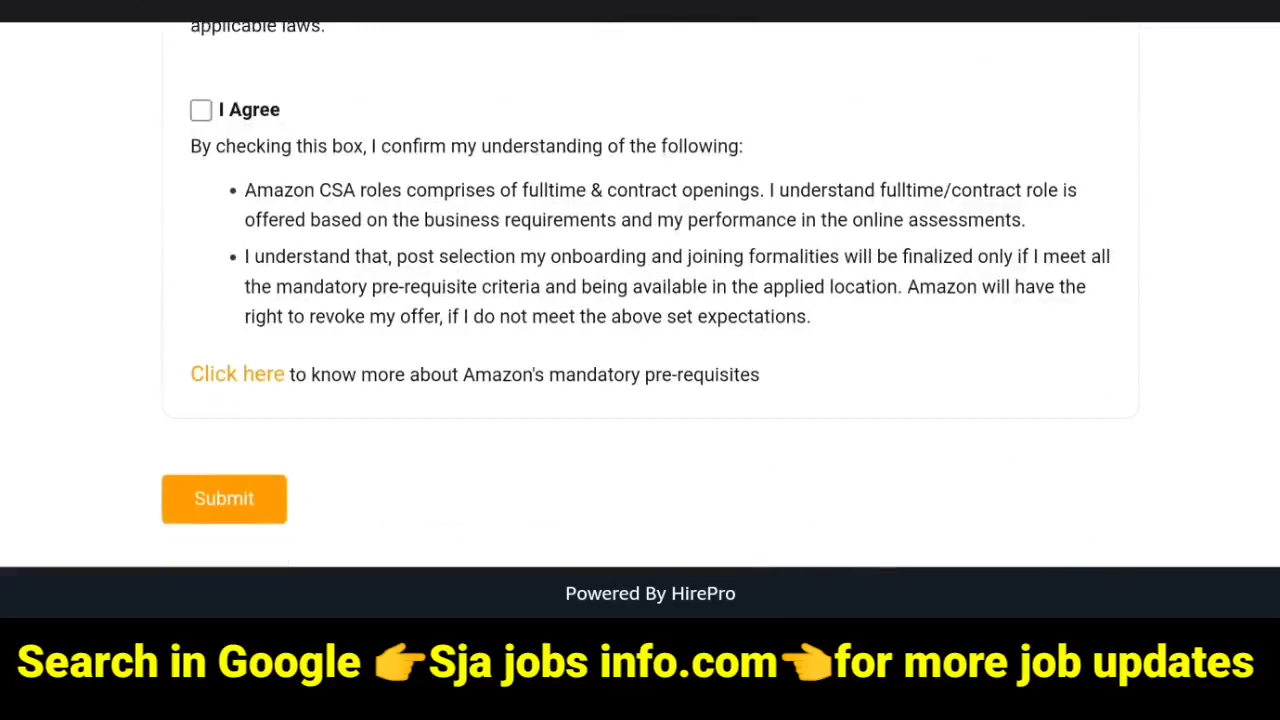 applicable laws.
I Agree
By checking this box, I confirm my understanding of the following:
• Amazon CSA roles comprises of fulltime & contract openings. I understand fulltime/contract role is
offered based on the business requirements and my performance in the online assessments.
• I understand that, post selection my onboarding and joining formalities will be finalized only if I meet all
the mandatory pre-requisite criteria and being available in the applied location. Amazon will have the
right to revoke my offer, if I do not meet the above set expectations.
Click here to know more about Amazon's mandatory pre-requisites
Submit
Powered By HirePro
Search in Google 👉Sja jobs info.com👈for more job updates